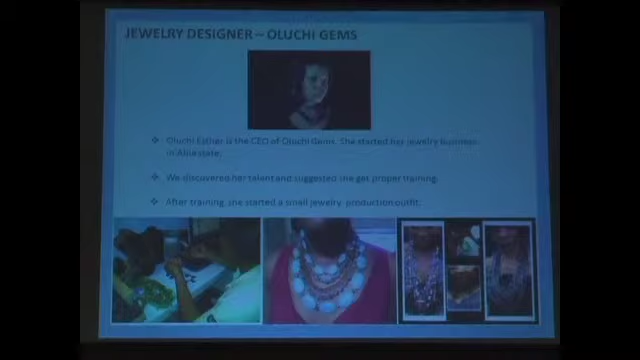 JEWELRY DESIGNER – OLUCHI GEMS
❖ Oluchi Esther is the CEO of Oluchi Gems. She started her jewelry business
in Abia state.
❖ We discovered her talent and suggested she get proper training.
❖ After training, she started a small jewelry production outfit.